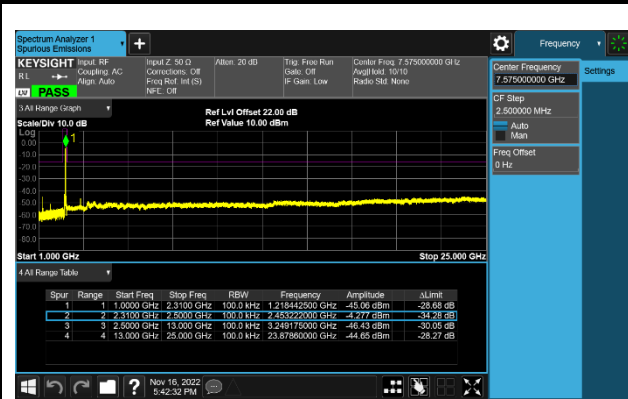 Spectrum Analyzer 1
Spurious Emissions
Frequency
KEYSIGHT
Input: RF
Coupling: AC
Align: Auto
Input Z: 50 Ω
Corrections: Off
Freq Ref: Int (S)
NFE: Off
Atten: 20 dB
Trig: Free Run
Gate: Off
IF Gain: Low
Center Freq: 7.575000000 GHz
Avg|Hold: 10/10
Radio Std: None
R L
LV PASS
Center Frequency
7.575000000 GHz
Settings
CF Step
2.500000 MHz
Auto
Man
Freq Offset
0 Hz
3 All Range Graph
Scale/Div 10.0 dB
Ref Lvl Offset 22.00 dB
Ref Value 10.00 dBm
Log
0.00
-10.0
-20.0
-30.0
-40.0
-50.0
-60.0
-70.0
-80.0
1
Start 1.000 GHz
Stop 25.000 GHz
4 All Range Table
Spur Range Start Freq Stop Freq RBW Frequency Amplitude ΔLimit
1 1 1.0000 GHz 2.3100 GHz 100.0 kHz 1.218442500 GHz -45.06 dBm -28.68 dB
2 2 2.3100 GHz 2.5000 GHz 100.0 kHz 2.453222000 GHz -4.277 dBm -34.28 dB
3 3 2.5000 GHz 13.000 GHz 100.0 kHz 3.249175000 GHz -46.43 dBm -30.05 dB
4 4 13.000 GHz 25.000 GHz 100.0 kHz 23.87860000 GHz -44.65 dBm -28.27 dB
?
Nov 16, 2022
5:42:32 PM